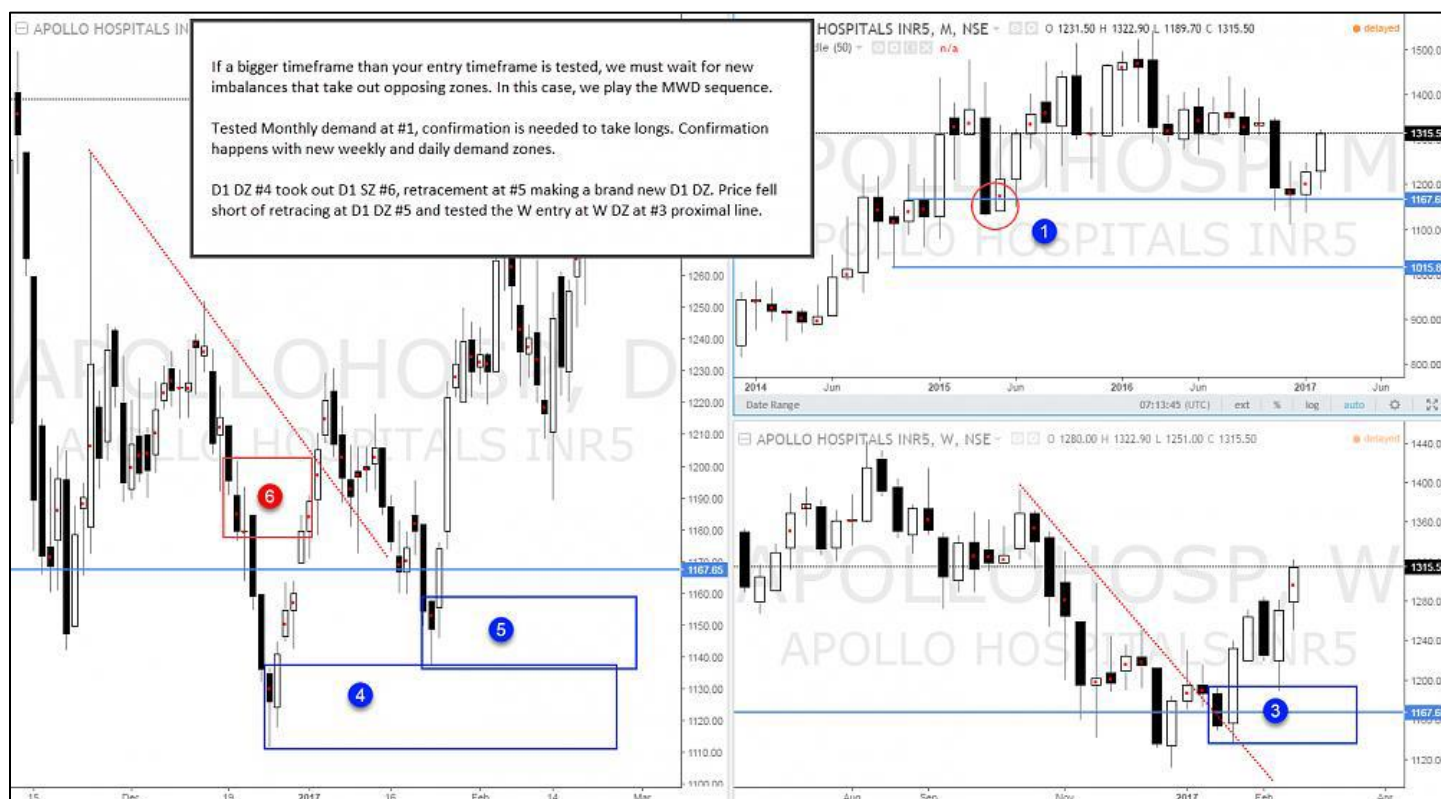 APOLLO HOSPITALS IN
If a bigger timeframe than your entry timeframe is tested, we must wait for new
imbalances that take out opposing zones. In this case, we play the MWD sequence.
Tested Monthly demand at #1, confirmation is needed to take longs. Confirmation
happens with new weekly and daily demand zones.
D1 DZ #4 took out D1 SZ #6, retracement at #5 making a brand new D1 DZ. Price fell
short of retracing at D1 DZ #5 and tested the W entry at W DZ at #3 proximal line.
APOLLOHOSP, D
APOLLO HOSPITALS INR5
6
5
4
1260.00
1250.00
1240.00
1230.00
1220.00
1210.00
1200.00
1190.00
1180.00
1170.00
1167.65
1160.00
1150.00
1140.00
1130.00
1120.00
1110.00
1100.00
15
Dec
19
2017
16
Feb
14
Mar
HOSPITALS INR5, M, NSE
O 1231.50 H 1322.90 L 1189.70 C 1315.50
delayed
dle (50)
n/a
POLLOHOSP, M
APOLLO HOSPITALS INR5
1
1500.00
1400.00
1315.5
1300.00
1200.00
1167.6
1100.00
1015.8
1000.00
900.00
800.00
2014
Jun
2015
Jun
2016
Jun
2017
Jun
Date Range
07:13:45 (UTC)
ext
%
log
auto
APOLLO HOSPITALS INR5, W, NSE
O 1280.00 H 1322.90 L 1251.00 C 1315.50
delayed
APOLLOHOSP, W
APOLLO HOSPITALS INR5
3
1440.00
1400.00
1360.00
1315.5
1280.00
1240.00
1200.00
1167.6
1160.00
1120.00
Aug
Sep
Nov
2017
Feb
Apr